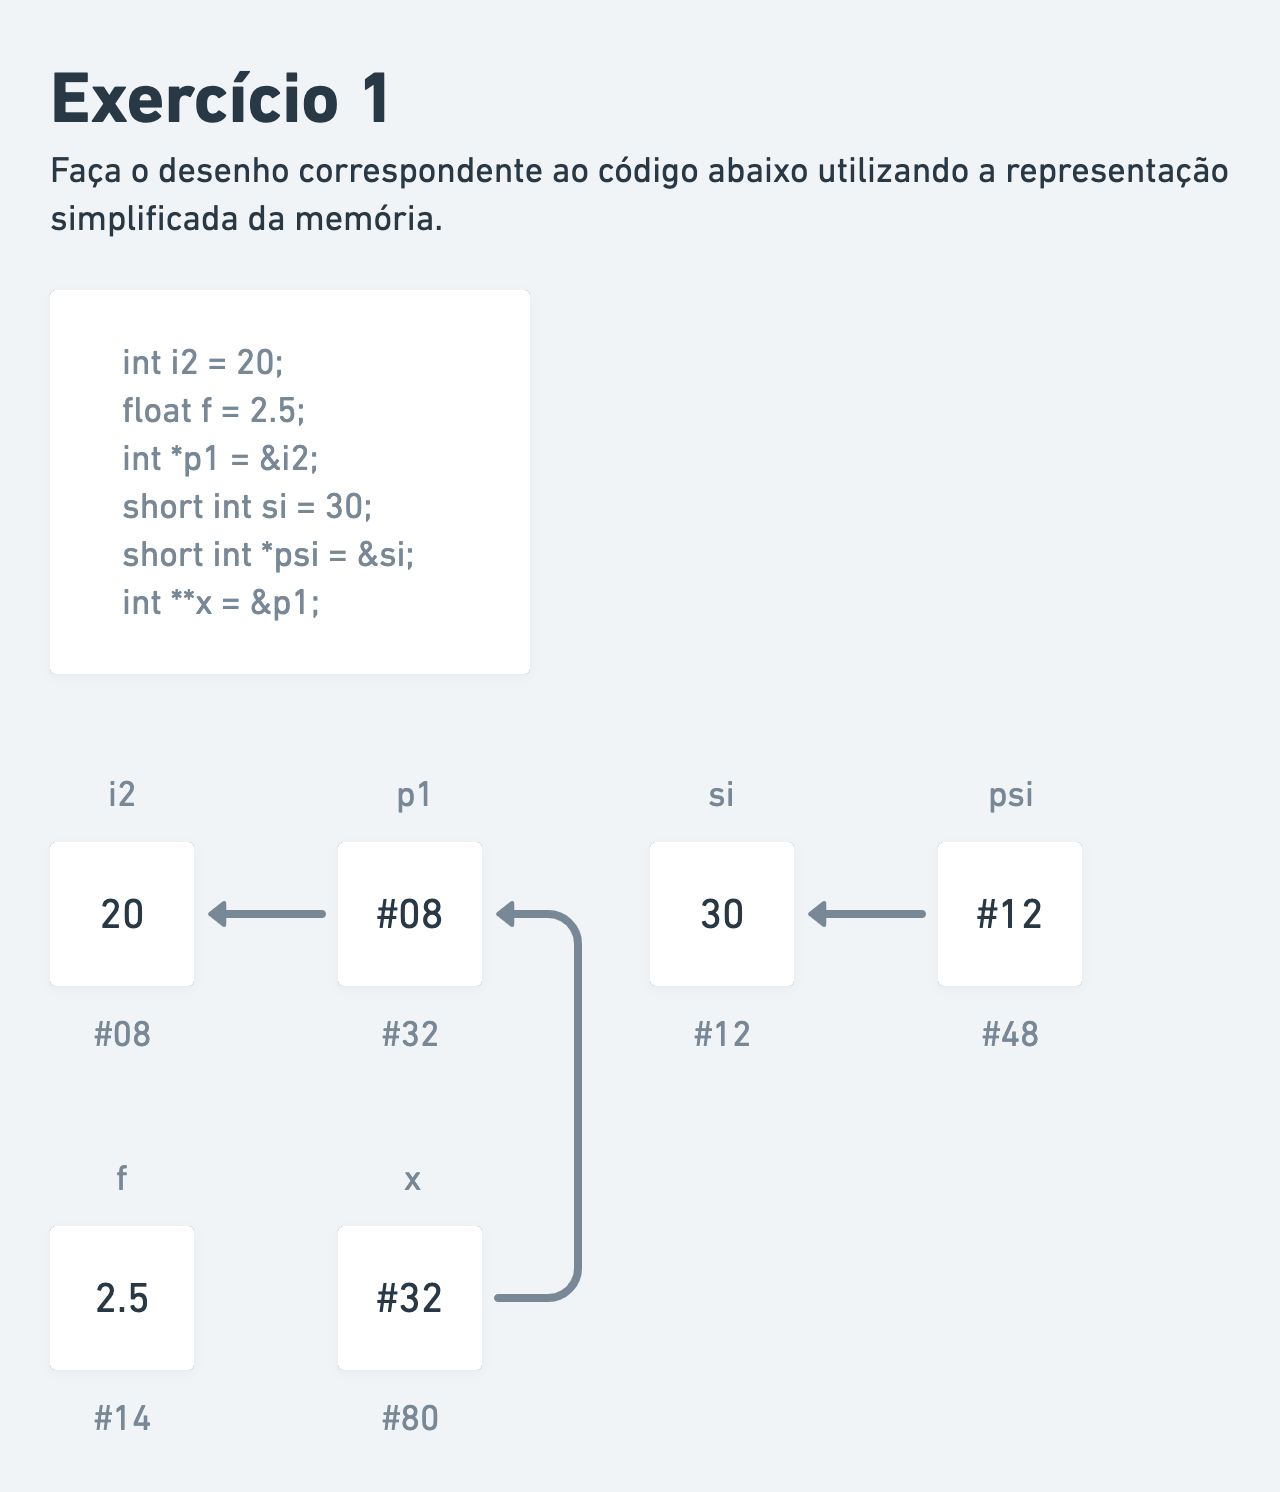 Exercício 1
Faça o desenho correspondente ao código abaixo utilizando a representação
simplificada da memória.
int i2 = 20;
float f = 2.5;
int *p1 = &i2;
short int si = 30;
short int *psi = &si;
int **x = &p1;
i2 p1 si psi
20 #08 30 #12
#08 #32 #12 #48
f x
2.5 #32
#14 #80